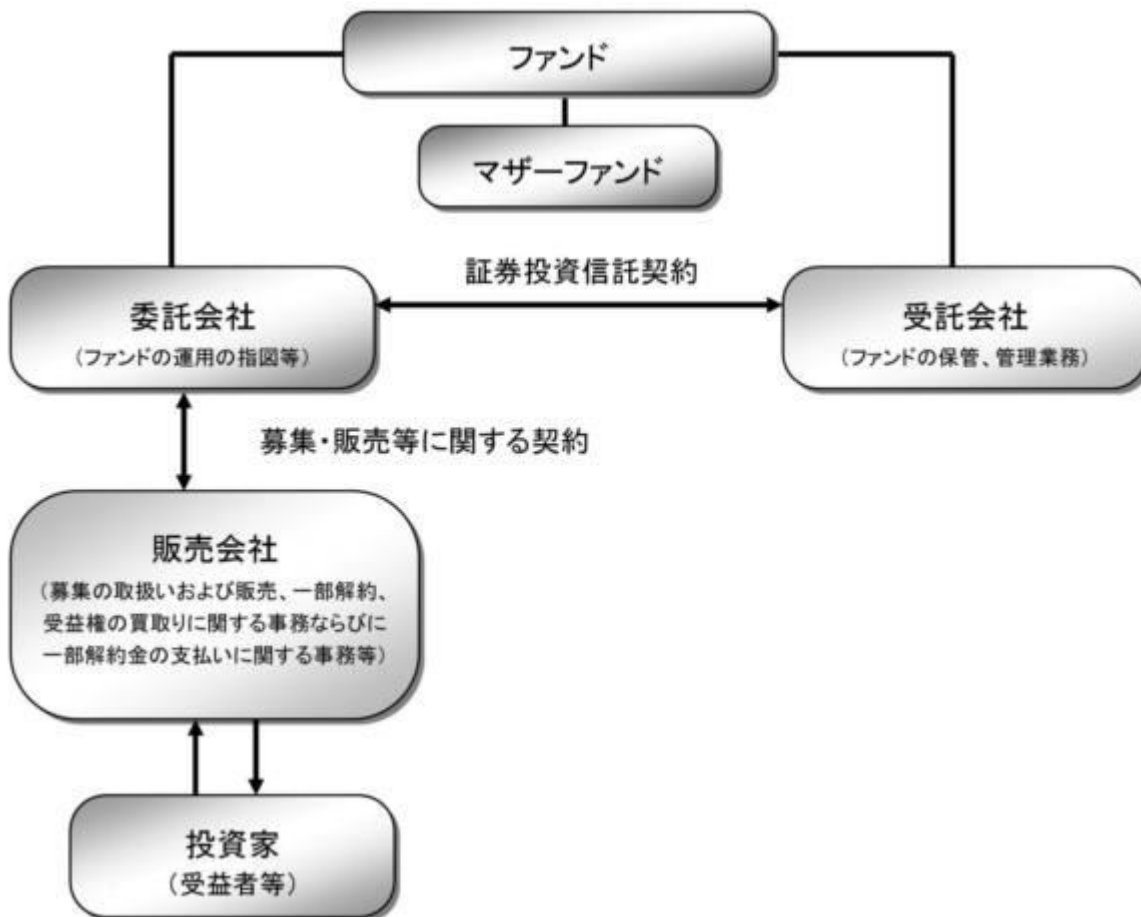 ファンド
マザーファンド
証券投資信託契約
委託会社
（ファンドの運用の指図等）
受託会社
（ファンドの保管、管理業務）
募集・販売等に関する契約
販売会社
（募集の取扱いおよび販売、一部解約、
受益権の買取りに関する事務ならびに
一部解約金の支払いに関する事務等）
投資家
（受益者等）